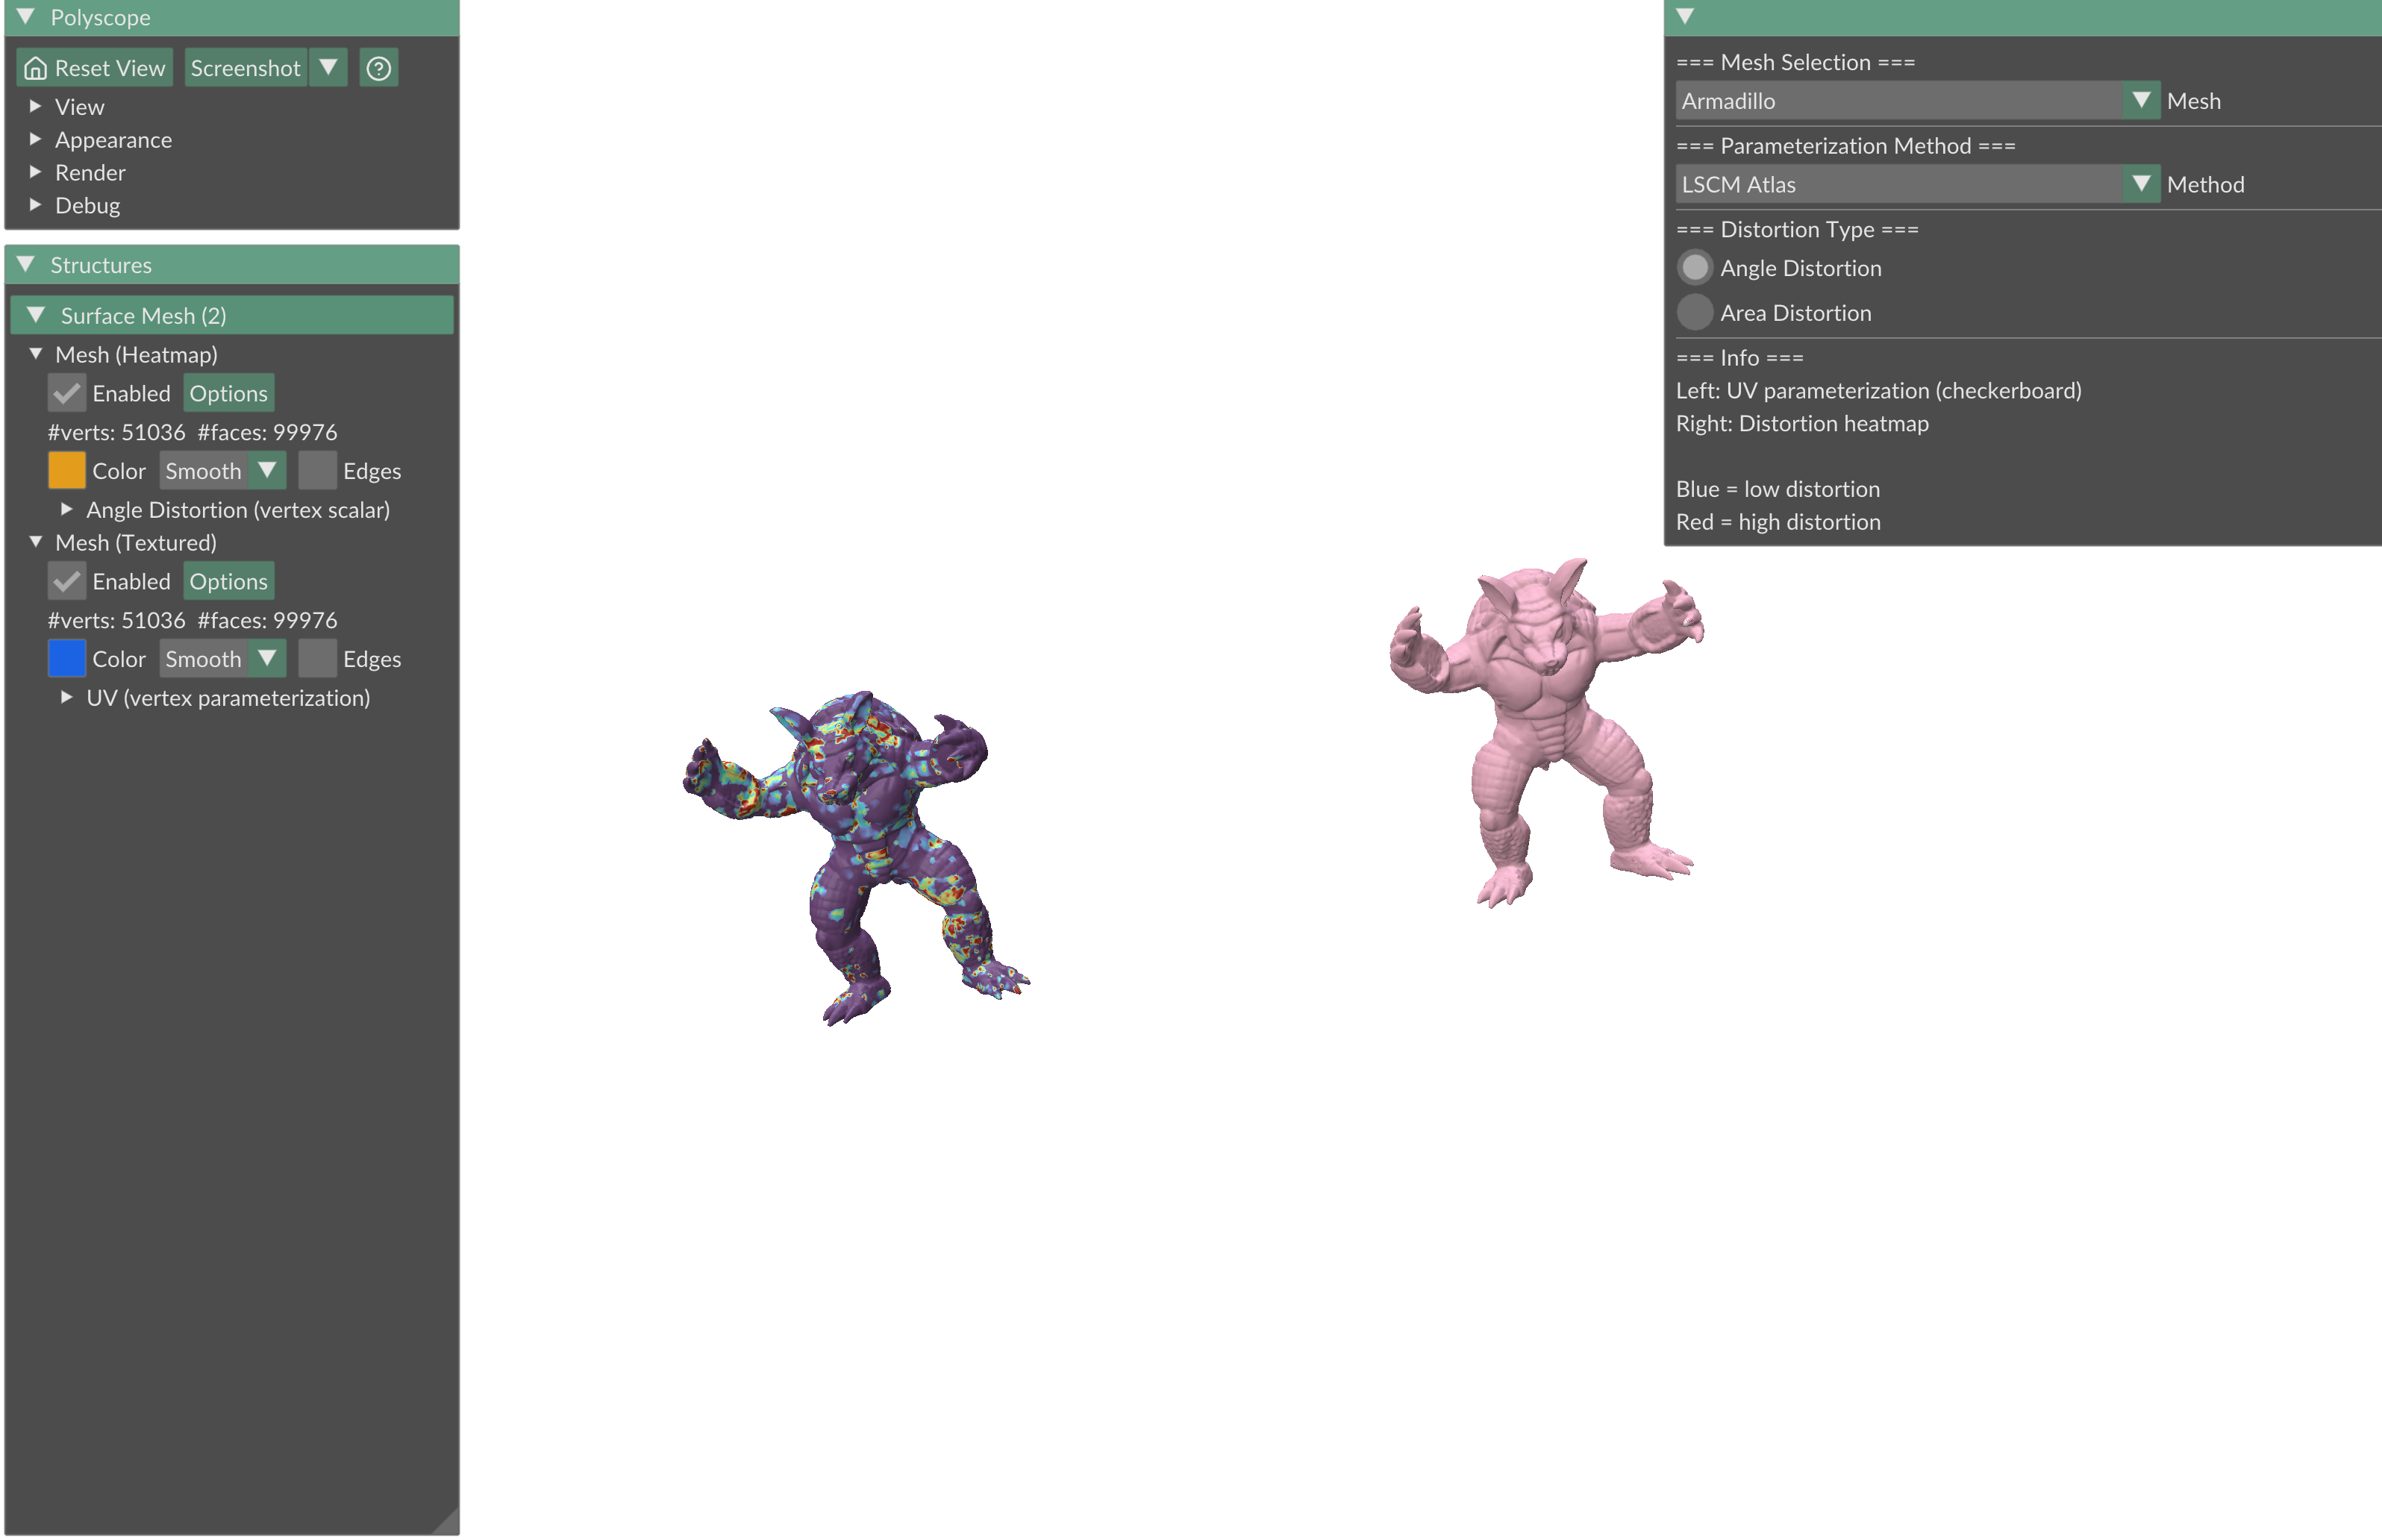 Polyscope
Reset View Screenshot
View
Appearance
Render
Debug
Structures
Surface Mesh (2)
Mesh (Heatmap)
Enabled Options
#verts: 51036 #faces: 99976
Color Smooth Edges
Angle Distortion (vertex scalar)
Mesh (Textured)
Enabled Options
#verts: 51036 #faces: 99976
Color Smooth Edges
UV (vertex parameterization)
=== Mesh Selection ===
Armadillo Mesh
=== Parameterization Method ===
LSCM Atlas Method
=== Distortion Type ===
Angle Distortion
Area Distortion
=== Info ===
Left: UV parameterization (checkerboard)
Right: Distortion heatmap
Blue = low distortion
Red = high distortion